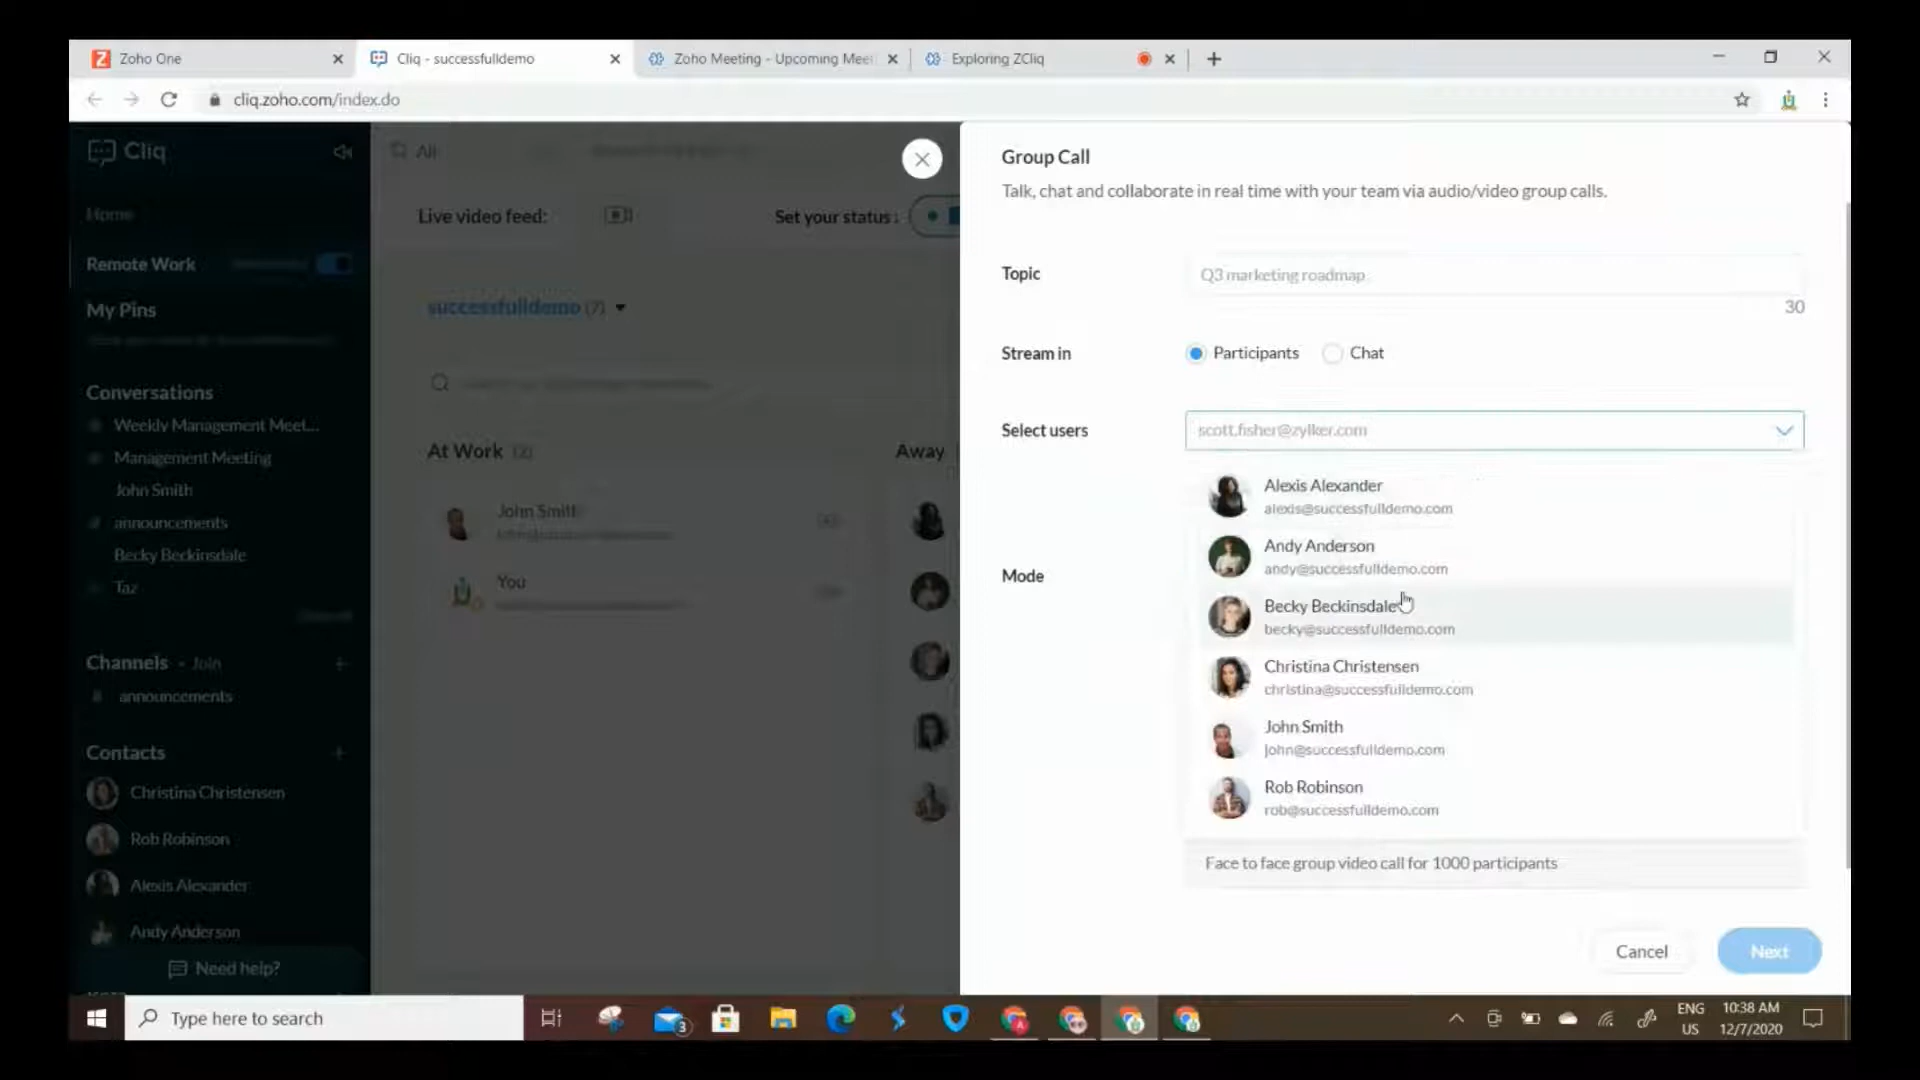 Zoho One
Cliq - successfulldemo
Zoho Meeting - Upcoming Meet
Exploring ZCliq
cliq.zoho.com/index.do
Cliq
All
Home
Live video feed:
Set your status:
Remote Work
My Pins
successfulldemo (7)
Conversations
Weekly Management Meet...
Management Meeting
John Smith
announcements
Becky Beckinsdale
Taz
At Work (2)
Away
John Smith
You
Channels - Join
announcements
Contacts
Christina Christensen
Rob Robinson
Alexis Alexander
Andy Anderson
Need help?
Group Call
Talk, chat and collaborate in real time with your team via audio/video group calls.
Topic
Q3 marketing roadmap
30
Stream in
Participants
Chat
Select users
scott.fisher@zylker.com
Alexis Alexander
alexis@successfulldemo.com
Andy Anderson
andy@successfulldemo.com
Mode
Becky Beckinsdale
becky@successfulldemo.com
Christina Christensen
christina@successfulldemo.com
John Smith
john@successfulldemo.com
Rob Robinson
rob@successfulldemo.com
Face to face group video call for 1000 participants
Cancel
Next
Type here to search
3
ENG
US
10:38 AM
12/7/2020